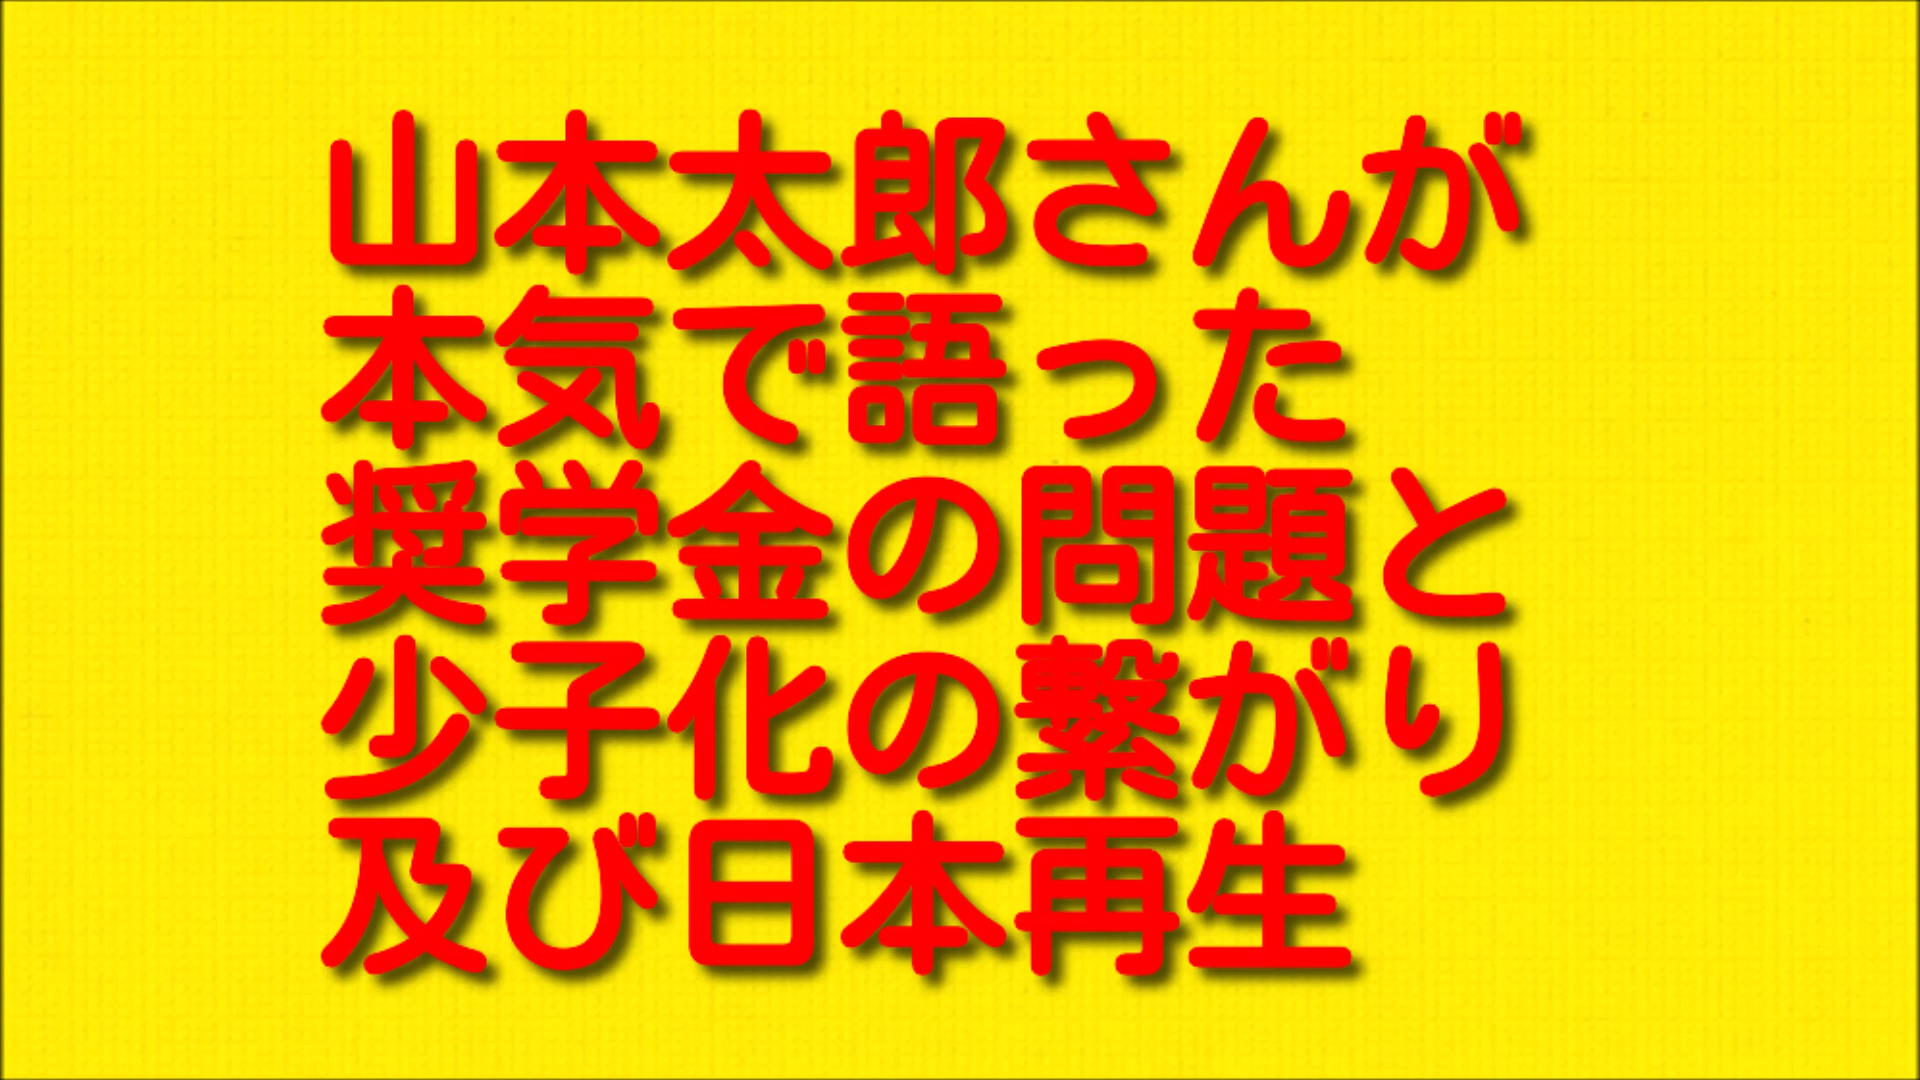 山本太郎さんが
本気で語った
奨学金の問題と
少子化の繋がり
及び日本再生